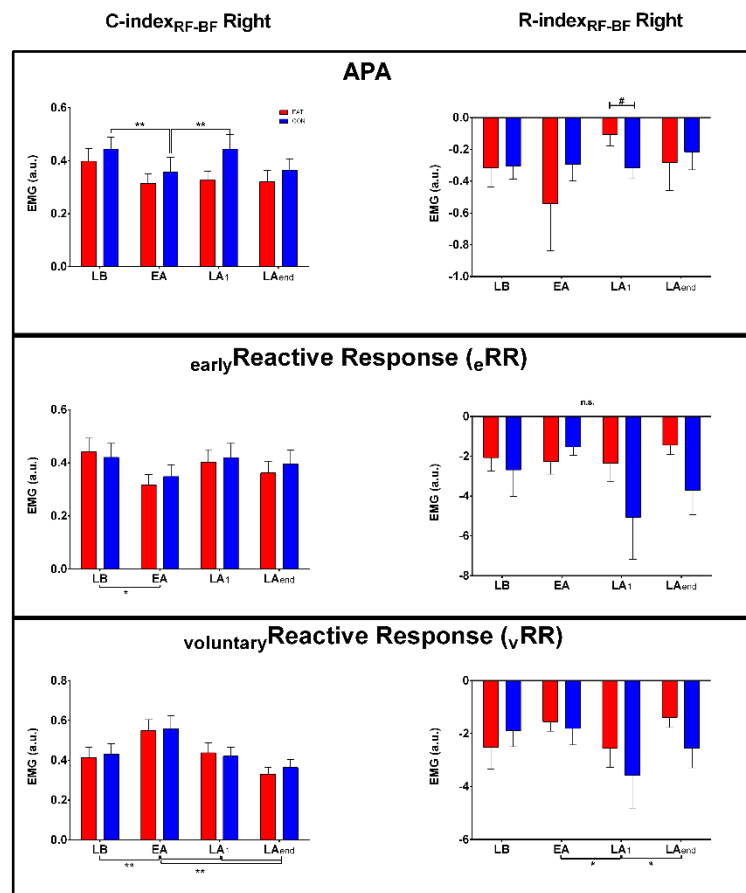 C-indexRF-BF Right
R-indexRF-BF Right
APA
EMG (a.u.)
0.6
0.4
0.2
0.0
**
**
FAT
CON
LB
EA
LA1
LAend
EMG (a.u.)
0.0
-0.2
-0.4
-0.6
-0.8
-1.0
#
LB
EA
LA1
LAend
earlyReactive Response (eRR)
EMG (a.u.)
0.6
0.4
0.2
0.0
LB
EA
LA1
LAend
*
EMG (a.u.)
n.s.
0
-2
-4
-6
-8
LB
EA
LA1
LAend
voluntaryReactive Response (vRR)
EMG (a.u.)
0.8
0.6
0.4
0.2
0.0
LB
EA
LA1
LAend
**
**
EMG (a.u.)
0
-2
-4
-6
LB
EA
LA1
LAend
*
*